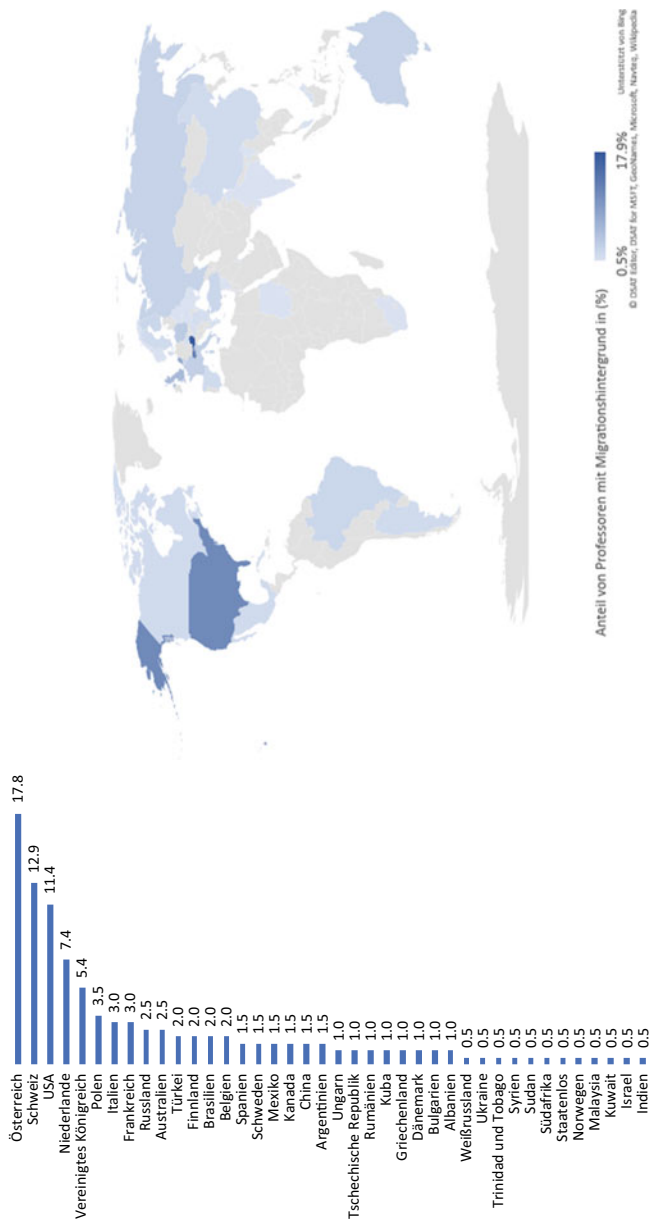 Österreich 17.8
Schweiz 12.9
USA 11.4
Niederlande 7.4
Vereinigtes Königreich 5.4
Polen 3.5
Italien 3.0
Frankreich 3.0
Russland 2.5
Australien 2.5
Türkei 2.0
Finnland 2.0
Brasilien 2.0
Belgien 2.0
Spanien 1.5
Schweden 1.5
Mexiko 1.5
Kanada 1.5
China 1.5
Argentinien 1.5
Ungarn 1.0
Tschechische Republik 1.0
Rumänien 1.0
Kuba 1.0
Griechenland 1.0
Dänemark 1.0
Bulgarien 1.0
Albanien 1.0
Weißrussland 0.5
Ukraine 0.5
Trinidad und Tobago 0.5
Syrien 0.5
Sudan 0.5
Südafrika 0.5
Staatenlos 0.5
Norwegen 0.5
Malaysia 0.5
Kuwait 0.5
Israel 0.5
Indien 0.5
Anteil von Professoren mit Migrationshintergrund in (%)
0.5% 17.9%
Unterstützt von Bing
© DSAT Editor, DSAT for MSFT, GeoNames, Microsoft, Navteq, Wikipedia